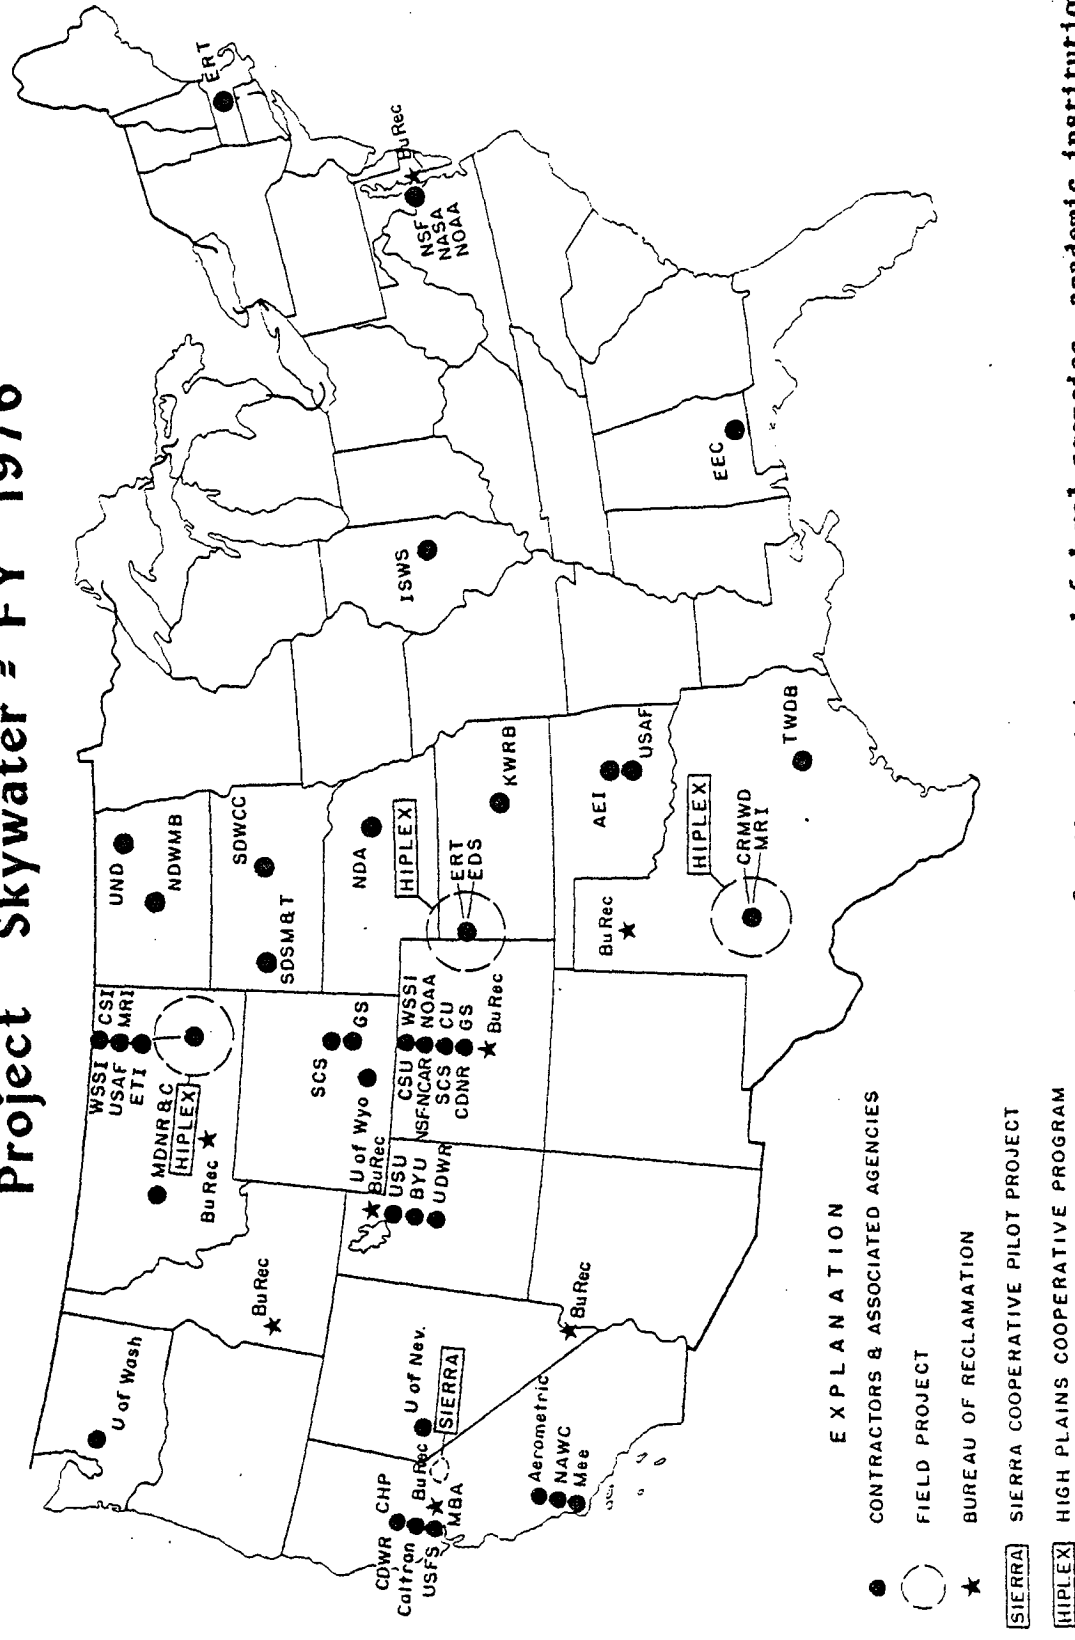 Project Skywater - FY 1976
U of Wash
BuRec
CDWR CHP
Caltran BuRec
USFS
MBA
U of Nev.
SIERRA
Aerometric
NAWC
Mee
BuRec
WSSI CSI
USAF MRI
ETI
MDNR&C
HIPLEX
BuRec
SCS
GS
U of Wyo
BuRec
USU
BYU
UDWR
CSU WSSI
NSF-NCAR NOAA
SCS CU
CDNR GS
BuRec
UND
NDWMB
SDWCC
SDSM&T
NDA
HIPLEX
ERT
EDS
KWRB
AEI
USAF
BuRec
HIPLEX
CRMWD
MRI
TWDB
ISWS
EEC
ERT
BuRec
NSF
NASA
NOAA
EXPLANATION
CONTRACTORS & ASSOCIATED AGENCIES
FIELD PROJECT
BUREAU OF RECLAMATION
SIERRA SIERRA COOPERATIVE PILOT PROJECT
HIPLEX HIGH PLAINS COOPERATIVE PROGRAM